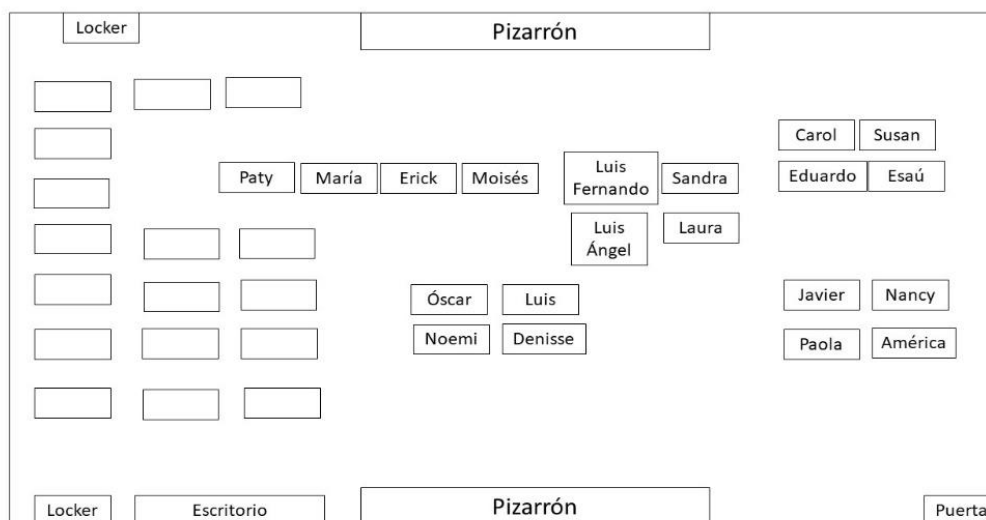 Locker
Pizarrón
Carol
Susan
Paty
María
Erick
Moisés
Luis
Fernando
Sandra
Eduardo
Esaú
Luis
Ángel
Laura
Óscar
Luis
Javier
Nancy
Noemi
Denisse
Paola
América
Locker
Escritorio
Pizarrón
Puerta